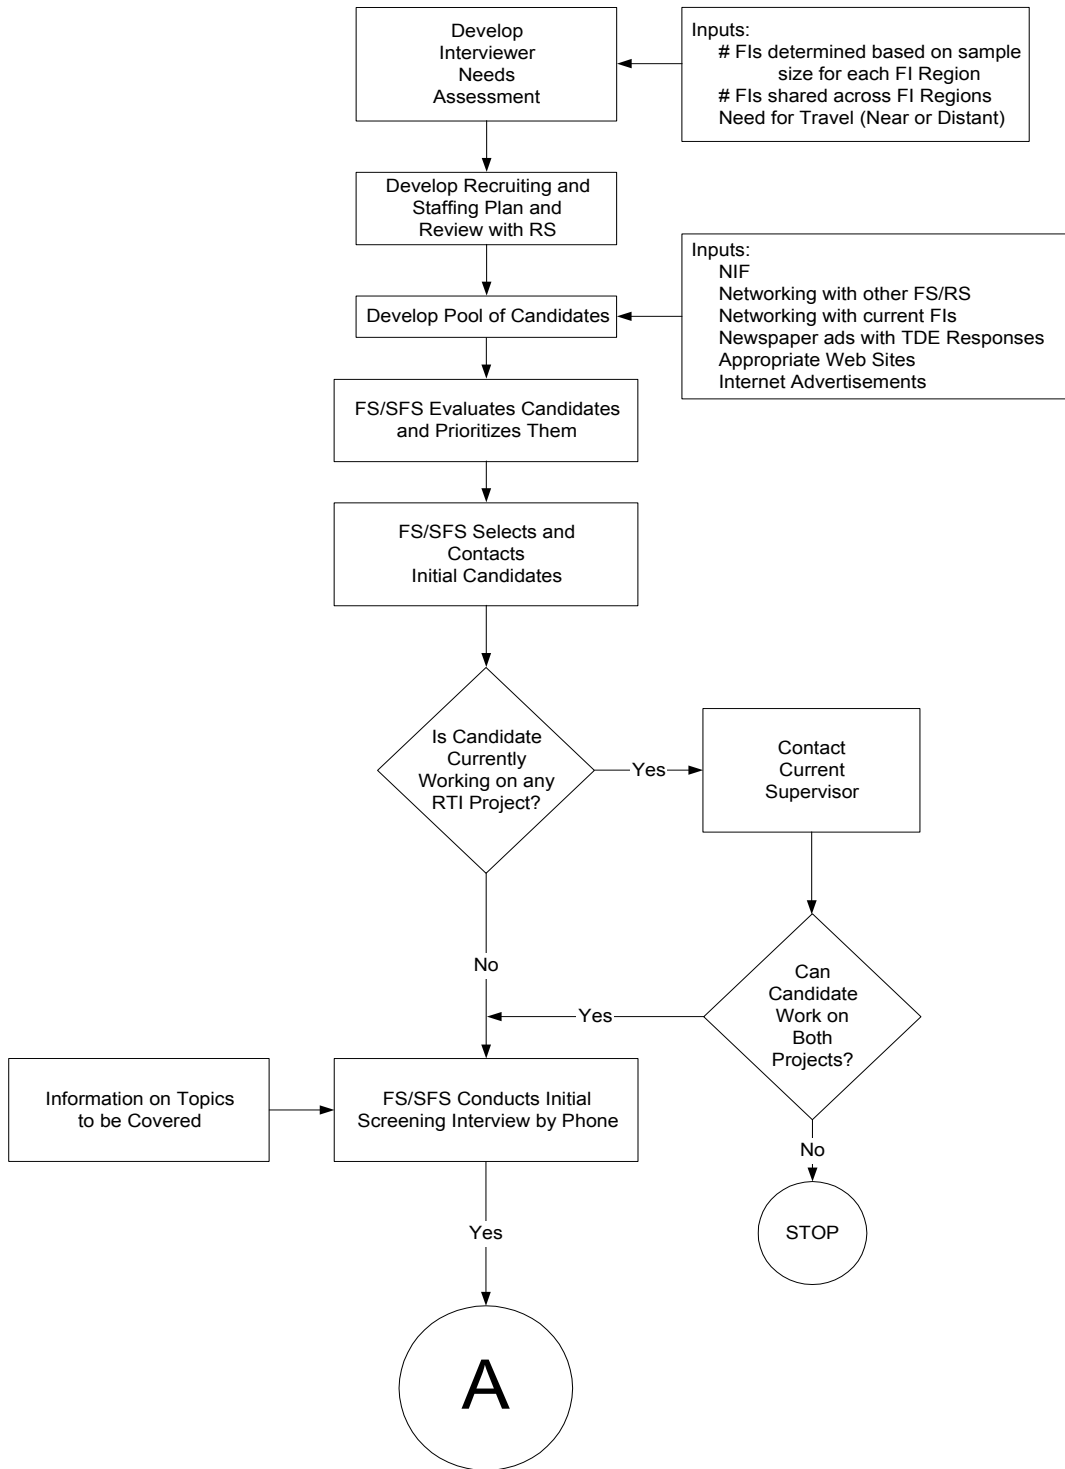 Develop
Interviewer
Needs
Assessment
Inputs:
# FIs determined based on sample
size for each FI Region
# FIs shared across FI Regions
Need for Travel (Near or Distant)
Develop Recruiting and
Staffing Plan and
Review with RS
Develop Pool of Candidates
Inputs:
NIF
Networking with other FS/RS
Networking with current FIs
Newspaper ads with TDE Responses
Appropriate Web Sites
Internet Advertisements
FS/SFS Evaluates Candidates
and Prioritizes Them
FS/SFS Selects and
Contacts
Initial Candidates
Is Candidate
Currently
Working on any
RTI Project?
Yes
Contact
Current
Supervisor
No
Can
Candidate
Work on
Both
Projects?
Yes
Information on Topics
to be Covered
FS/SFS Conducts Initial
Screening Interview by Phone
No
STOP
Yes
A